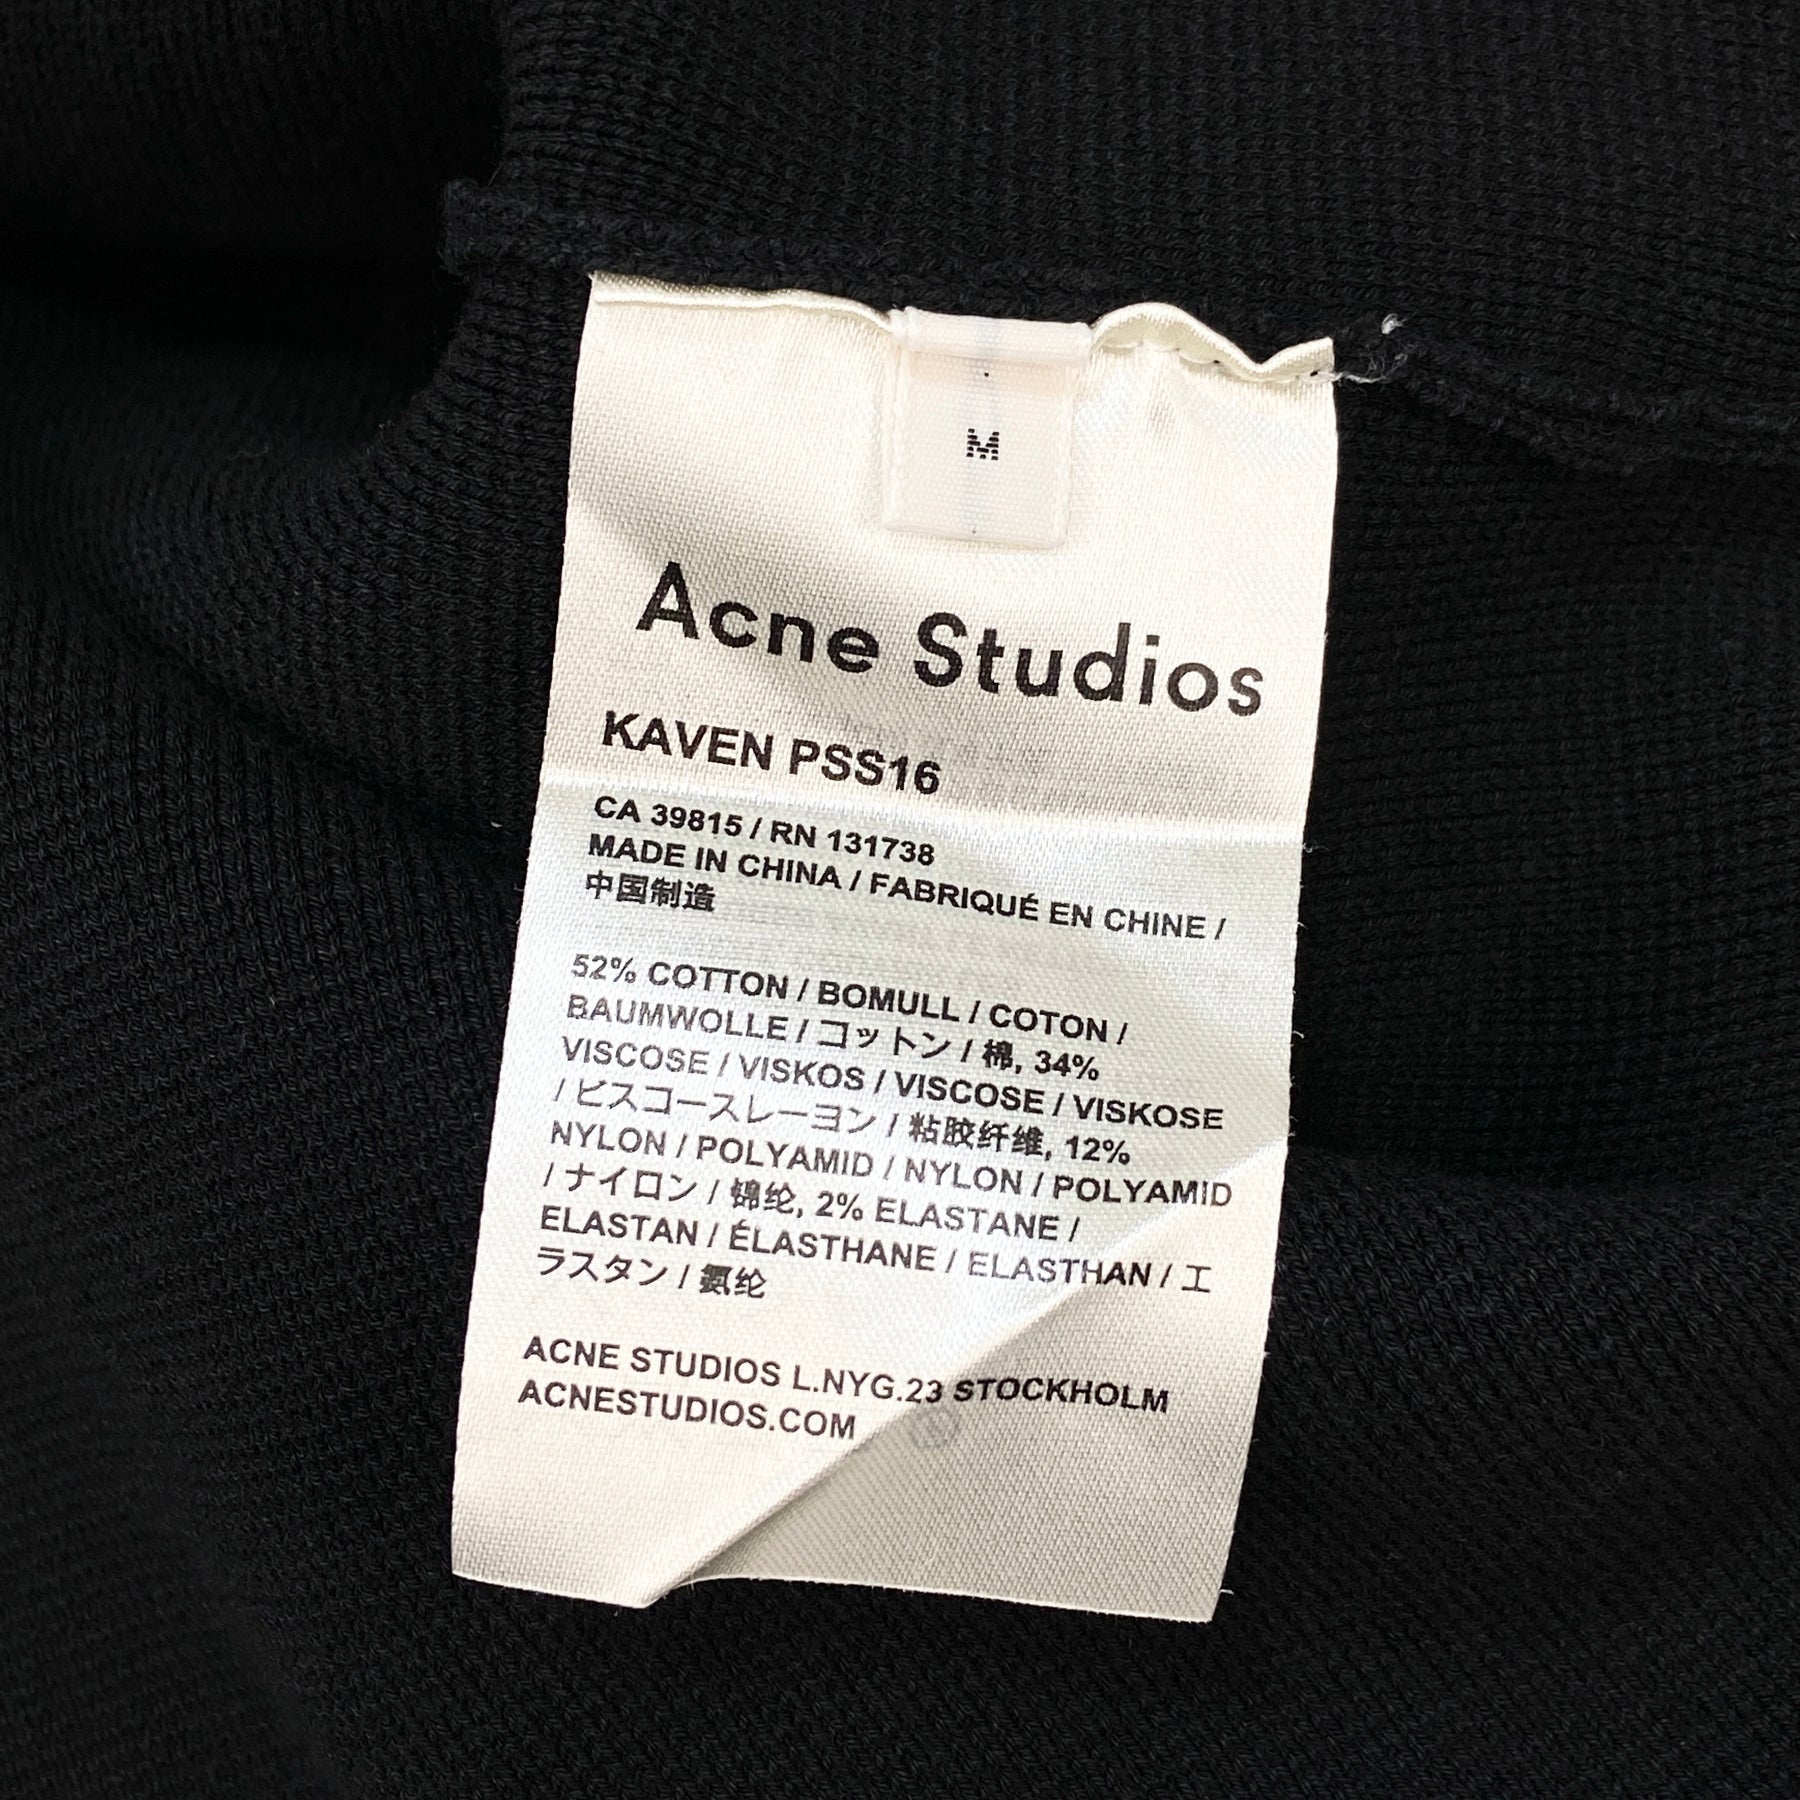 M
Acne Studios
KAVEN PSS16
CA 39815 / RN 131738
MADE IN CHINA / FABRIQUÉ EN CHINE /
中国制造
52% COTTON / BOMULL / COTON /
BAUMWOLLE / コットン / 棉, 34%
VISCOSE / VISKOS / VISCOSE / VISKOSE
/ ビスコースレーヨン / 粘胶纤维, 12%
NYLON / POLYAMID / NYLON / POLYAMID
/ ナイロン / 锦纶, 2% ELASTANE /
ELASTAN / ÉLASTHANE / ELASTHAN / エ
ラスタン / 氨纶
ACNE STUDIOS L.NYG.23 STOCKHOLM
ACNESTUDIOS.COM